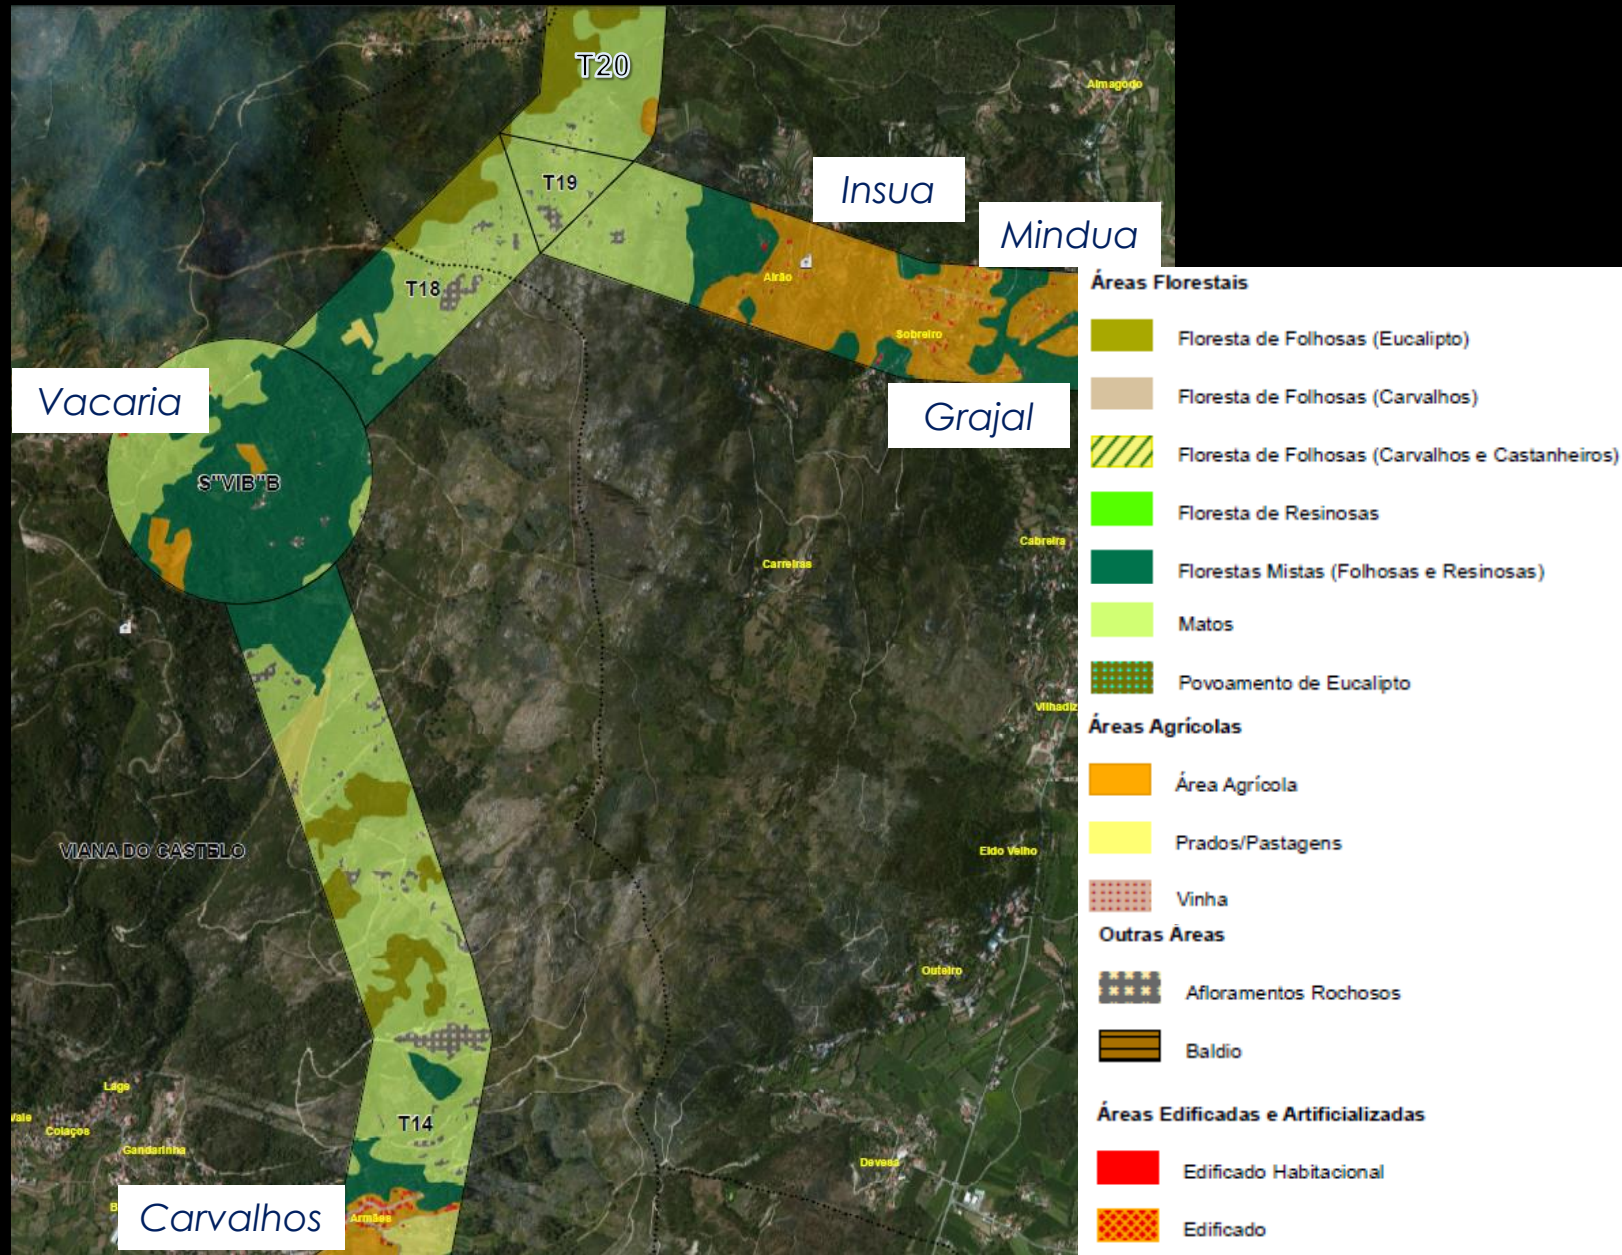 T20
Almagodo
T19
Insua
Mindua
Airão
T18
Sobreiro
Vacaria
Grajal
S"VIB"B
Cabreira
Carreiras
Vilhadiz
VIANA DO CASTELO
Eido Velho
Outeiro
Lage
Vale
Colaços
T14
Gandarinha
Devesa
B
Carvalhos
Armães
Áreas Florestais
Floresta de Folhosas (Eucalipto)
Floresta de Folhosas (Carvalhos)
Floresta de Folhosas (Carvalhos e Castanheiros)
Floresta de Resinosas
Florestas Mistas (Folhosas e Resinosas)
Matos
Povoamento de Eucalipto
Áreas Agrícolas
Área Agrícola
Prados/Pastagens
Vinha
Outras Áreas
Afloramentos Rochosos
Baldio
Áreas Edificadas e Artificializadas
Edificado Habitacional
Edificado